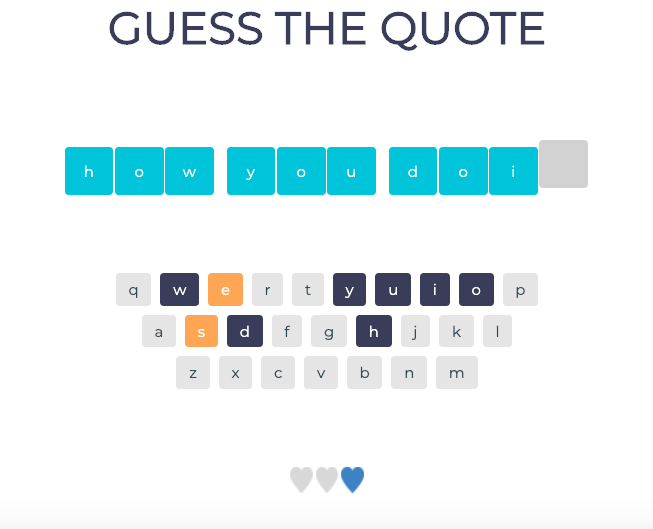 GUESS THE QUOTE
h o w y o u d o i
q w e r t y u i o p
a s d f g h j k l
z x c v b n m